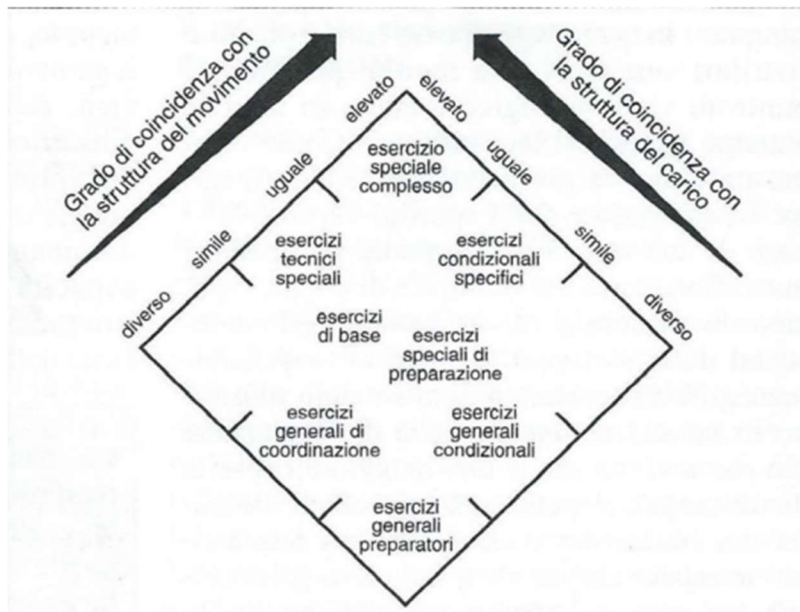 Grado di coincidenza con
la struttura del movimento
Grado di coincidenza con
la struttura del carico
elevato
elevato
uguale
uguale
simile
simile
diverso
diverso
esercizio
speciale
complesso
esercizi
tecnici
speciali
esercizi
condizionali
specifici
esercizi
di base
esercizi
speciali di
preparazione
esercizi
generali di
coordinazione
esercizi
generali
condizionali
esercizi
generali
preparatori